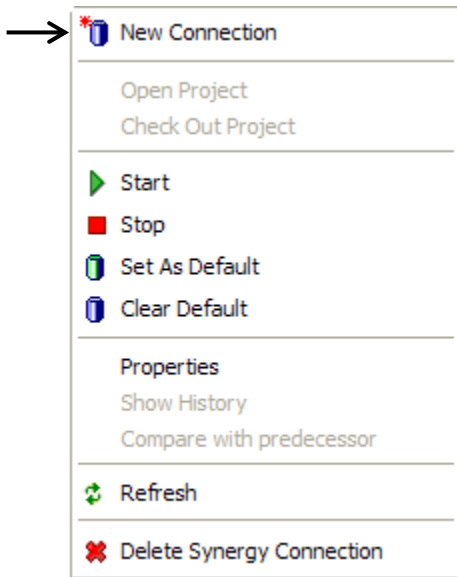 New Connection
Open Project
Check Out Project
Start
Stop
Set As Default
Clear Default
Properties
Show History
Compare with predecessor
Refresh
Delete Synergy Connection